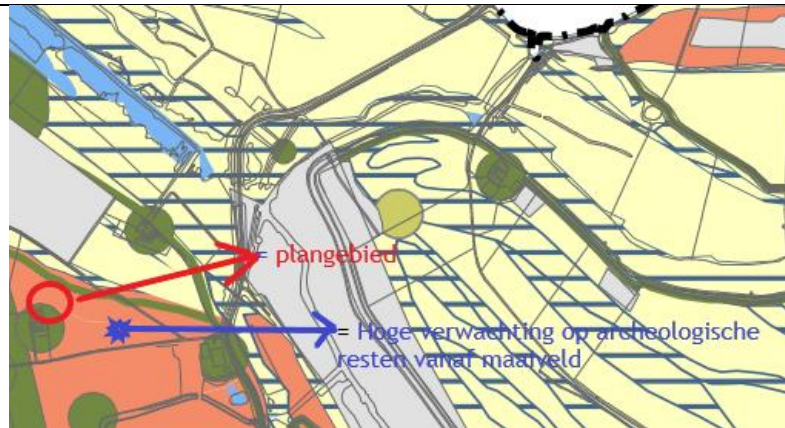 = plangebied
= Hoge verwachting op archeologische
resten vanaf maaiveld